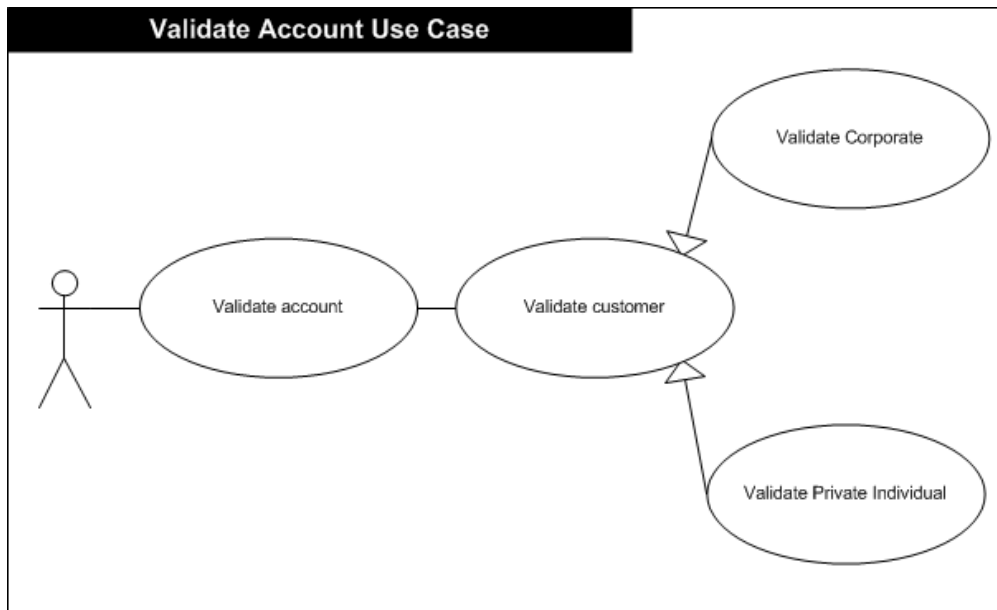 Validate Account Use Case
Validate Corporate
Validate account
Validate customer
Validate Private Individual